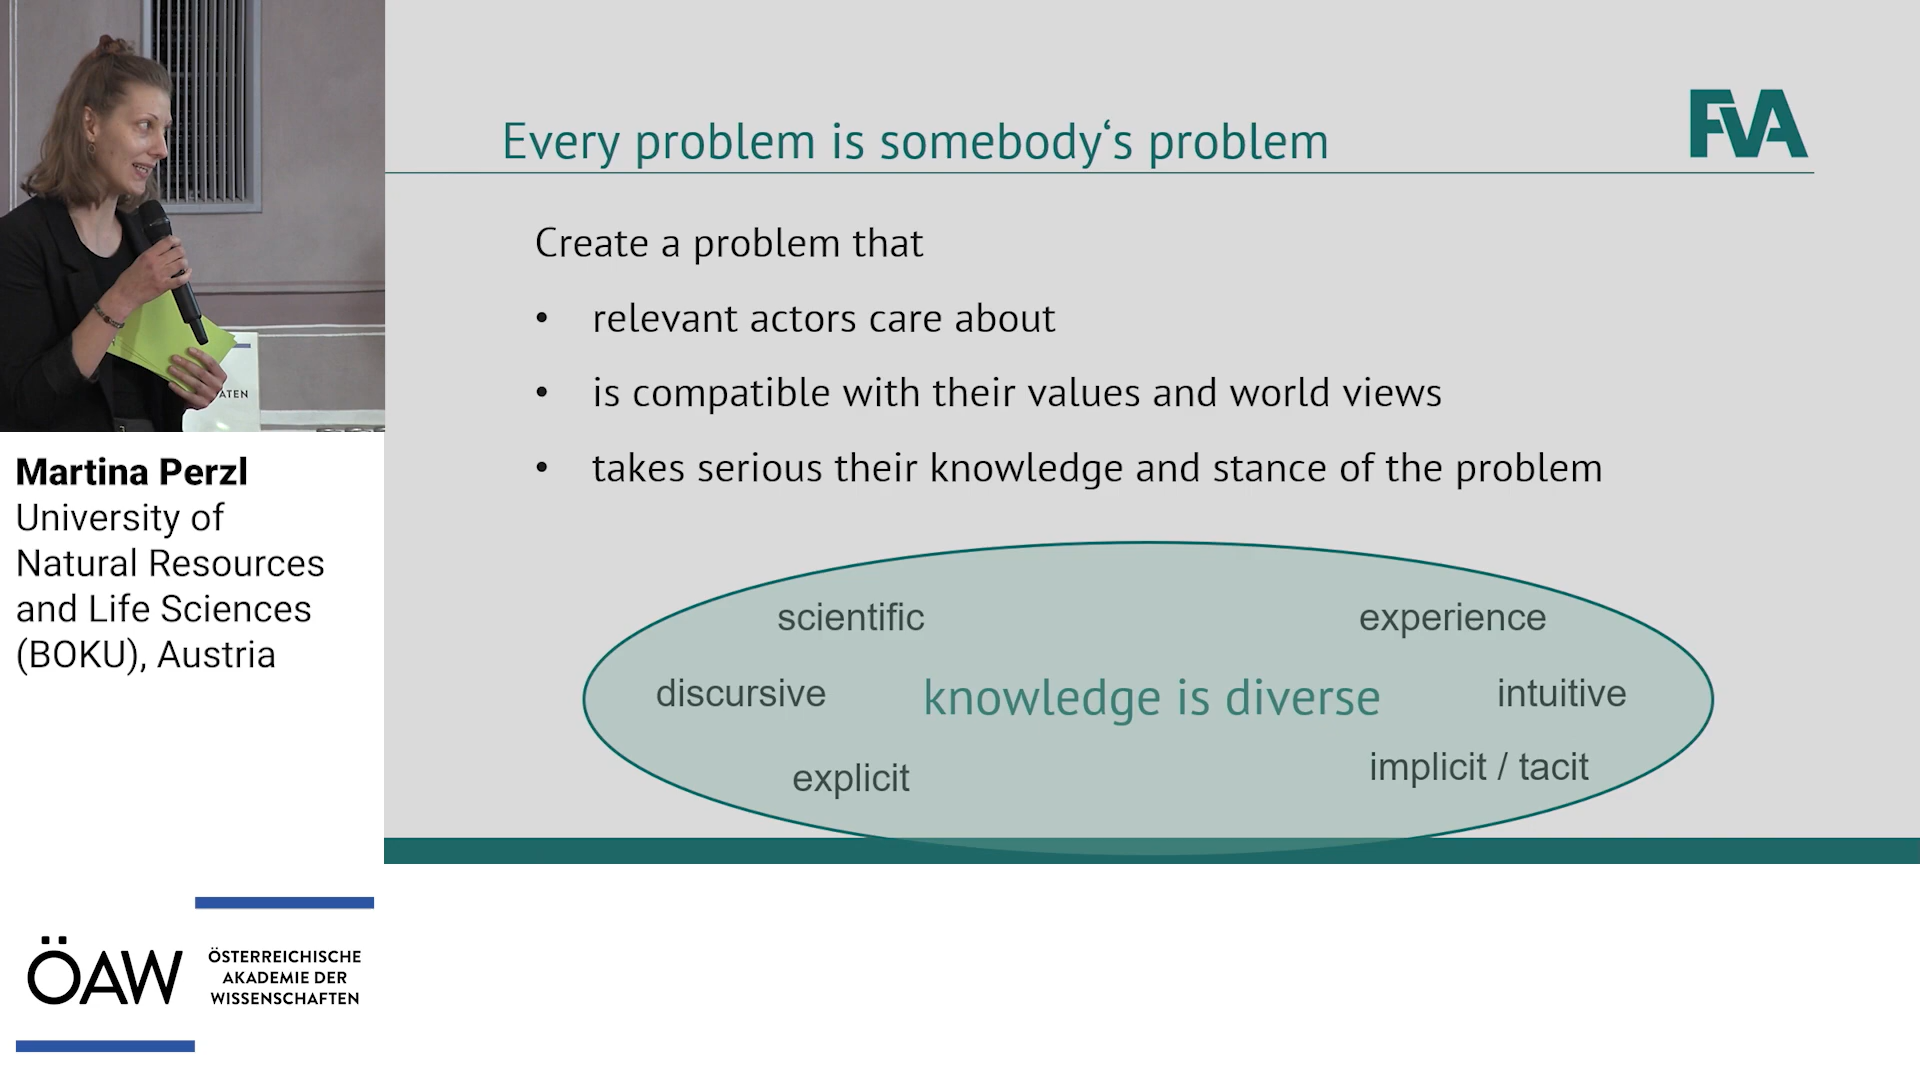 Every problem is somebody‘s problem
FVA
Create a problem that
• relevant actors care about
• is compatible with their values and world views
• takes serious their knowledge and stance of the problem
scientific
experience
discursive
knowledge is diverse
intuitive
explicit
implicit / tacit
ATEN
Martina Perzl
University of
Natural Resources
and Life Sciences
(BOKU), Austria
ÖAW
ÖSTERREICHISCHE
AKADEMIE DER
WISSENSCHAFTEN